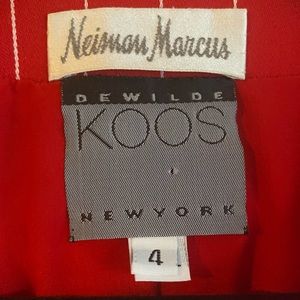 Neiman Marcus
DEWILDE
KOOS
NEWYORK
4